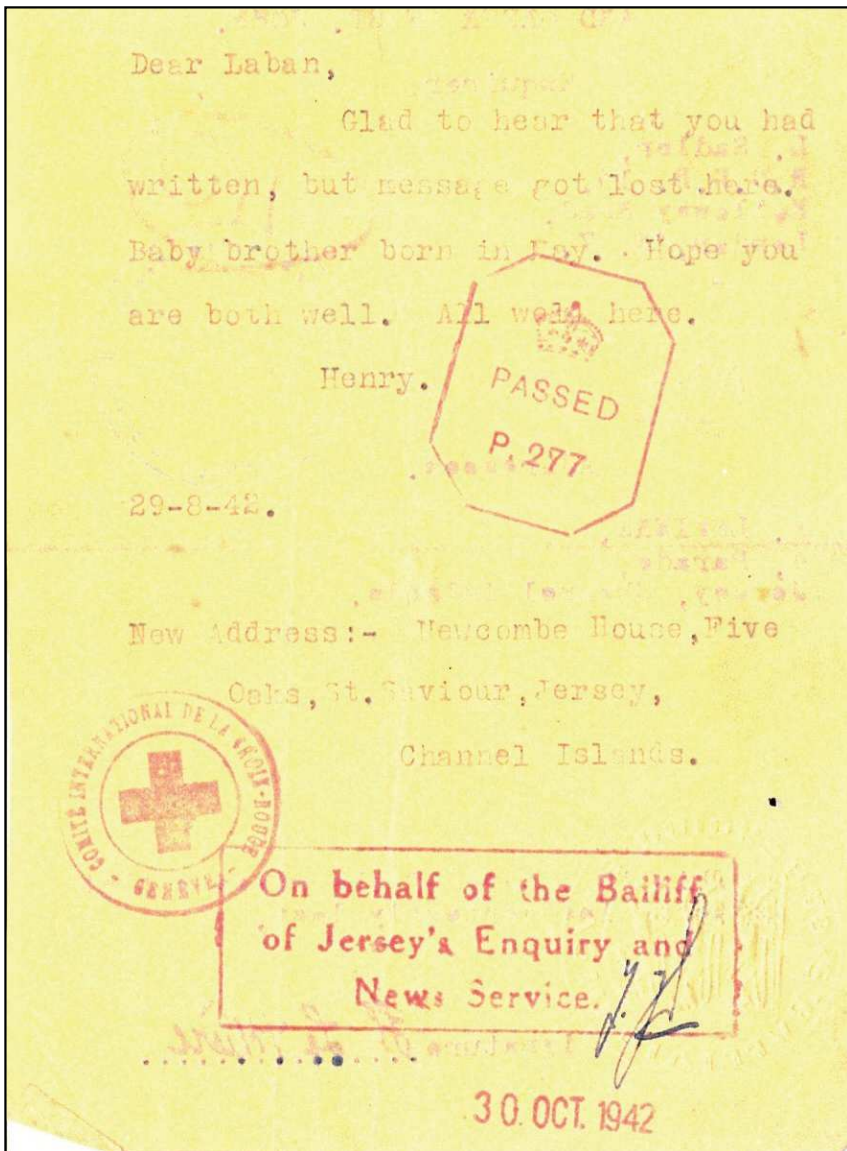 Dear Laban,
Glad to hear that you had
written, but message got lost here.
Baby brother born in May. Hope you
are both well. All well here.
Henry.
PASSED
P.277
29-8-42.
New Address:- Newcombe House,Five
Oaks,St.Saviour,Jersey,
Channel Islands.
COMITÉ INTERNATIONAL DE LA CROIX-ROUGE - GENÈVE -
On behalf of the Bailiff
of Jersey's Enquiry and
News Service.
30. OCT. 1942